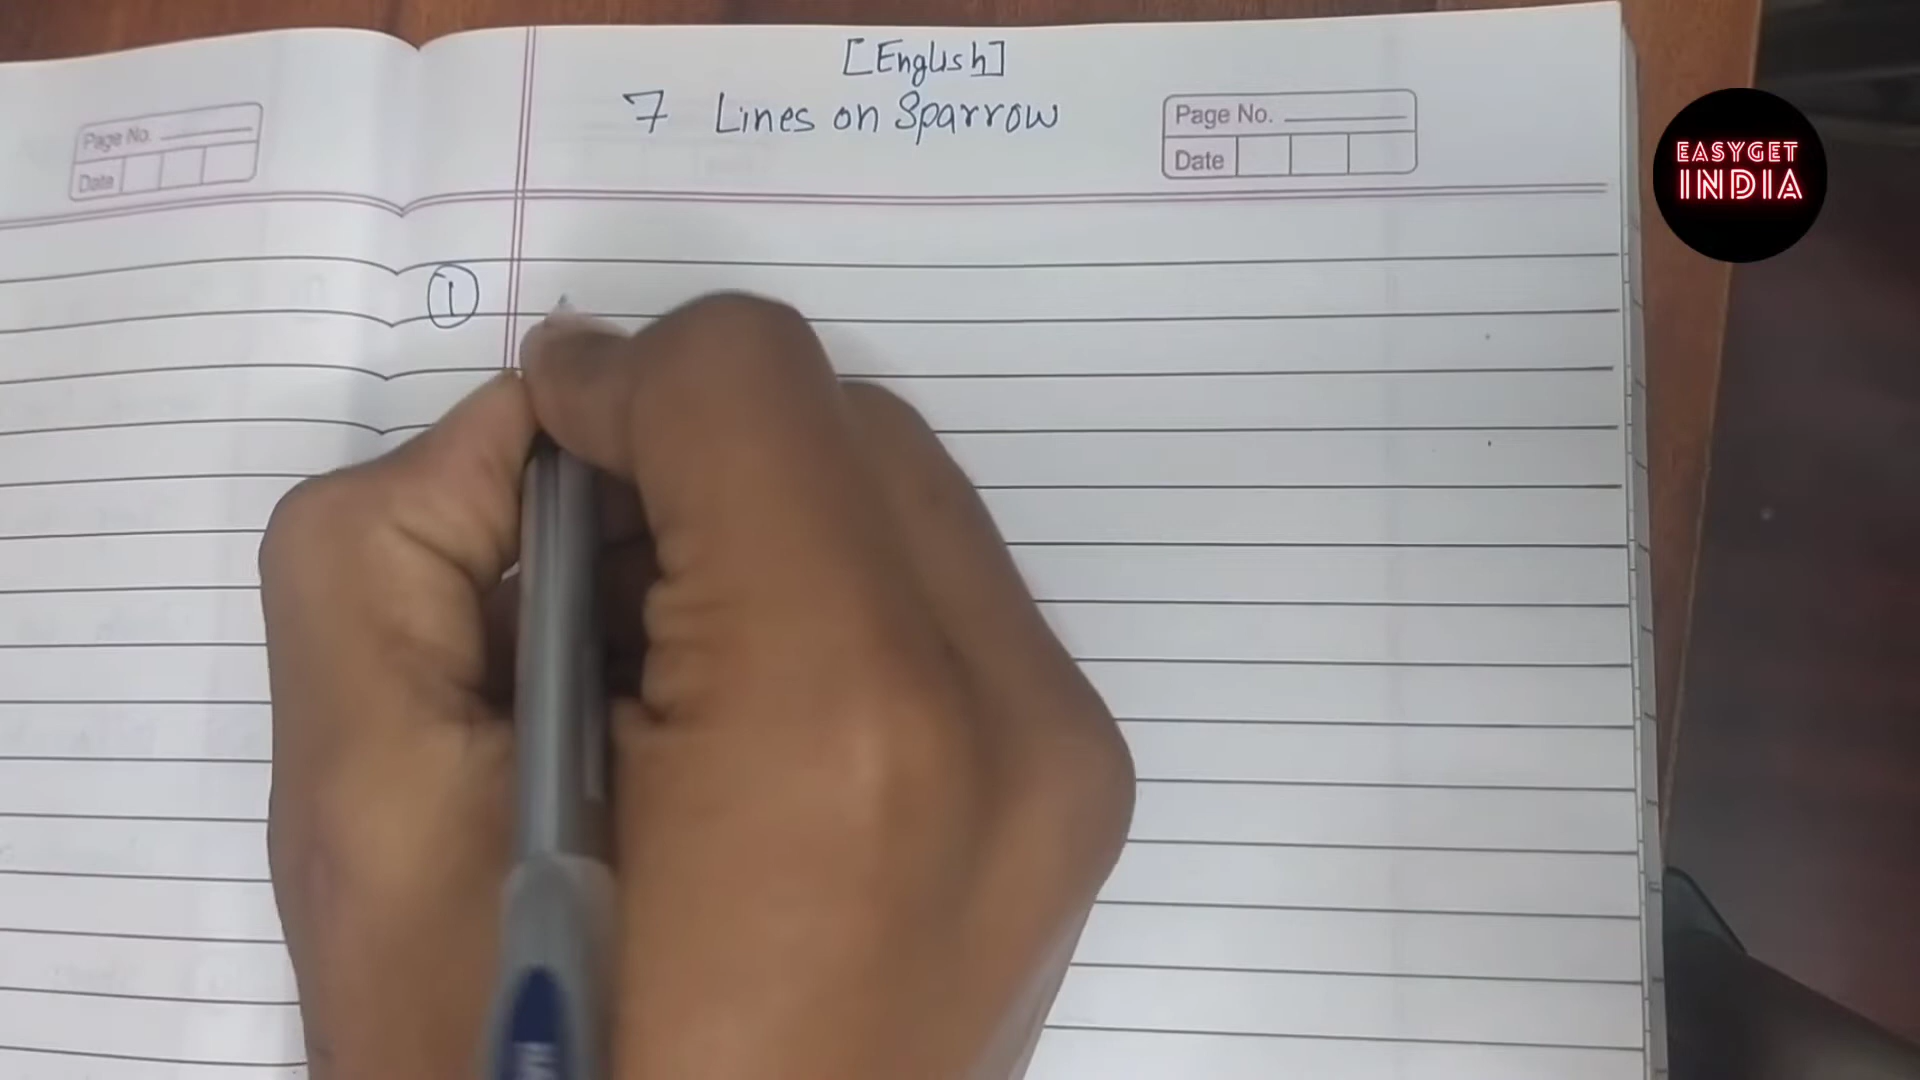 [English]
7 Lines on Sparrow
Page No.
Date
Page No.
Date
EASYGET
INDIA
1